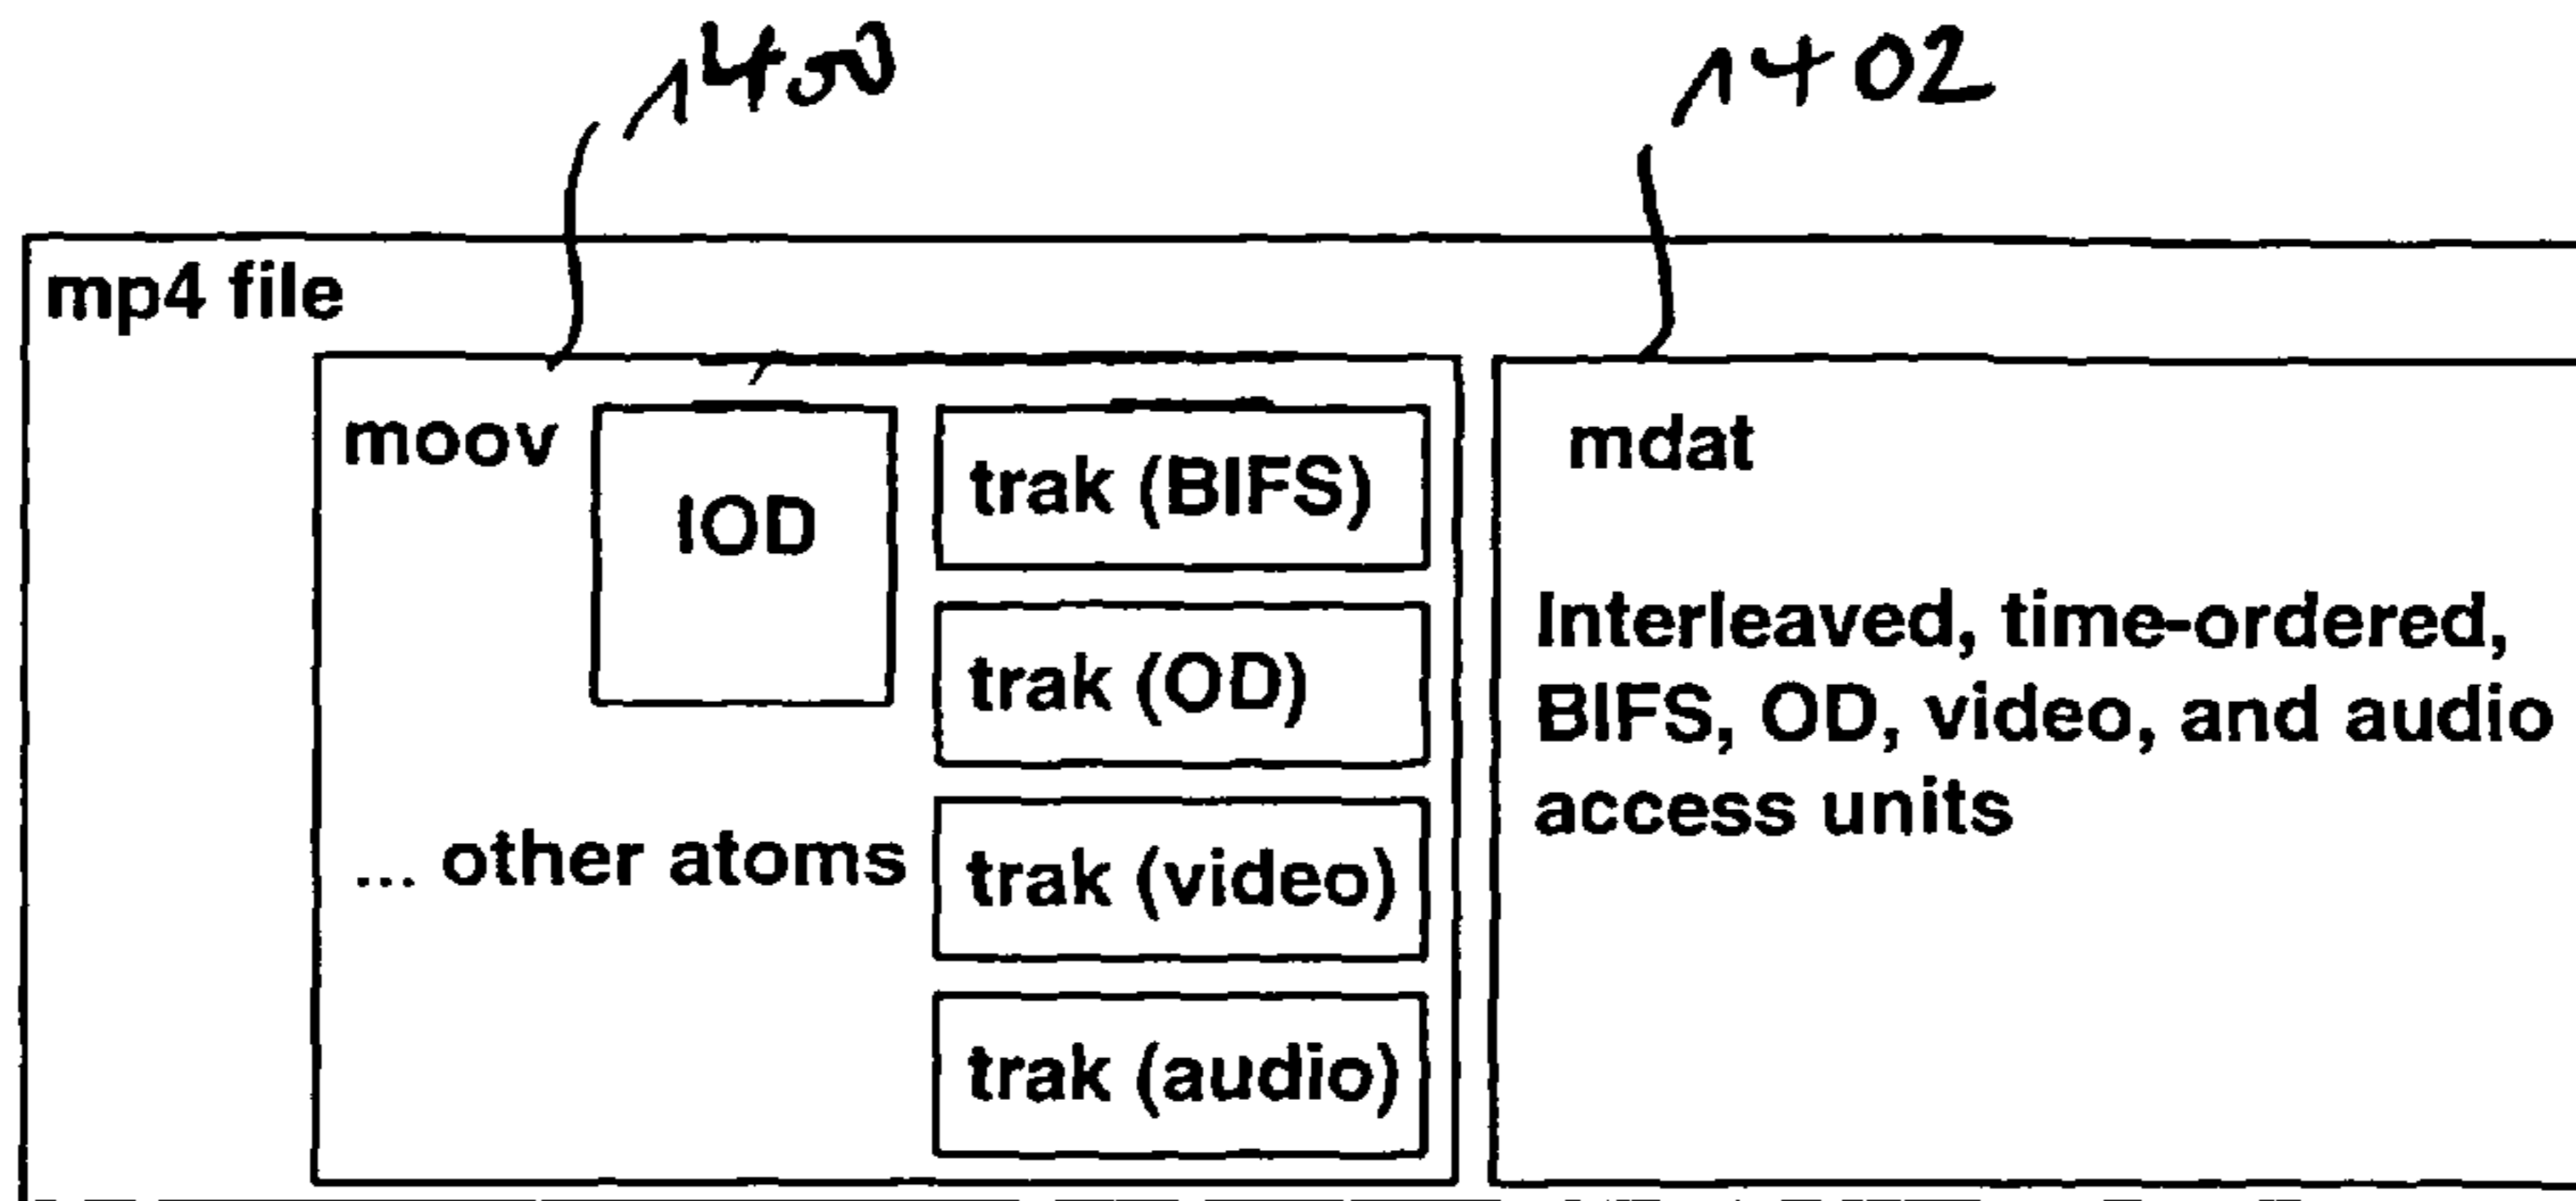 1400
1402
mp4 file
moov
IOD
... other atoms
trak (BIFS)
trak (OD)
trak (video)
trak (audio)
mdat
Interleaved, time-ordered,
BIFS, OD, video, and audio
access units